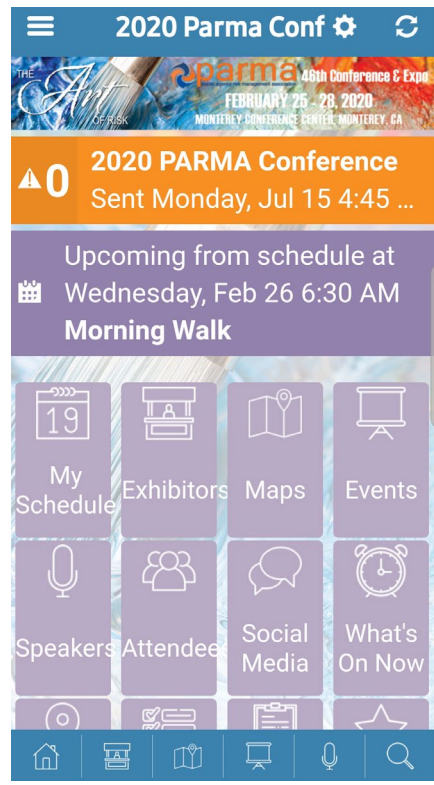 2020 Parma Conf
THE
Art
OF RISK
parma
46th Conference & Expo
FEBRUARY 25 - 28, 2020
MONTEREY CONFERENCE CENTER, MONTEREY, CA
0
2020 PARMA Conference
Sent Monday, Jul 15 4:45 ...
Upcoming from schedule at
Wednesday, Feb 26 6:30 AM
Morning Walk
19
My
Schedule
Exhibitors
Maps
Events
Speakers
Attendee
Social
Media
What's
On Now